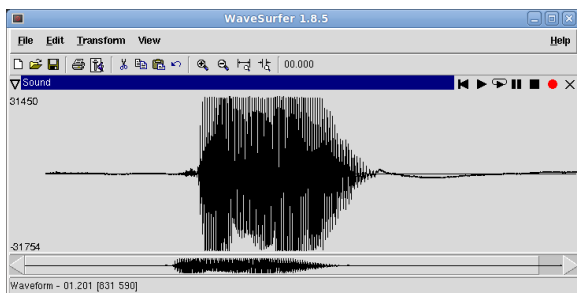 WaveSurfer 1.8.5
File Edit Transform View Help
00.000
Sound
31450
-31754
Waveform - 01.201 [831 590]